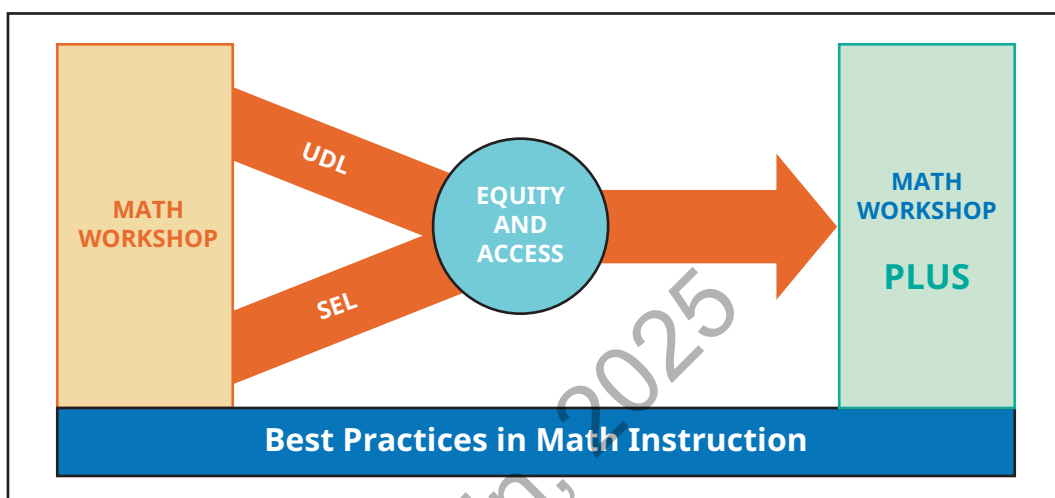 MATH
WORKSHOP
UDL
SEL
EQUITY
AND
ACCESS
MATH
WORKSHOP
PLUS
Best Practices in Math Instruction
2025